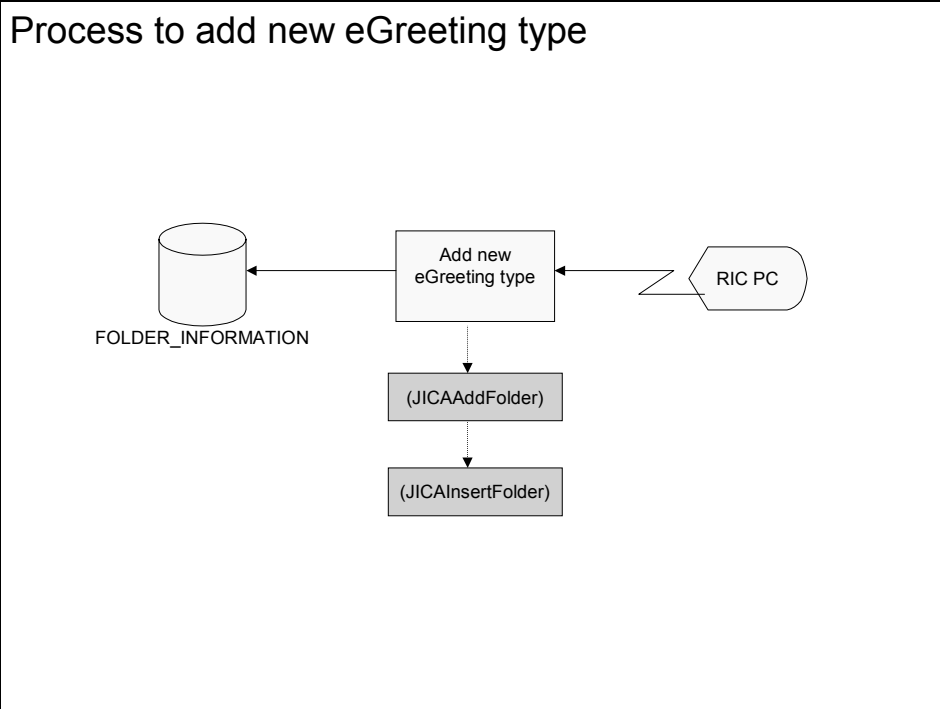 Process to add new eGreeting type
Add new
eGreeting type
RIC PC
FOLDER_INFORMATION
(JICAAddFolder)
(JICAInsertFolder)